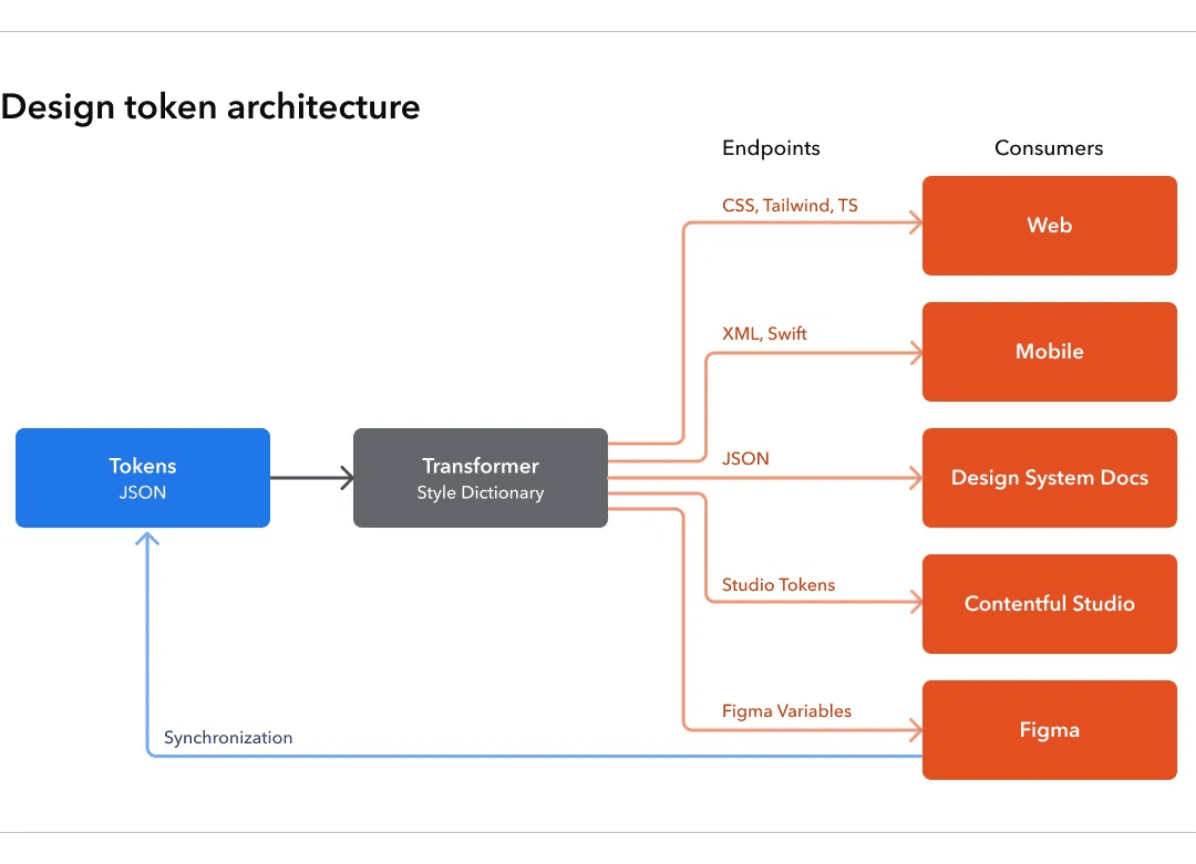 Design token architecture
Endpoints
Consumers
CSS, Tailwind, TS
Web
XML, Swift
Mobile
Tokens
JSON
Transformer
Style Dictionary
JSON
Design System Docs
Studio Tokens
Contentful Studio
Figma Variables
Figma
Synchronization